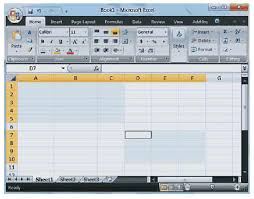 Book1 - Microsoft Excel
Home Insert Page Layout Formulas Data Review View Add-Ins
Calibri 11 General Insert
Delete
Paste Styles Format
Clipboard Font Alignment Number Cells Editing
D7 fx
A B C D E F G H
1
2
3
4
5
6
7
8
9
10
11
Sheet1 Sheet2 Sheet3
Ready